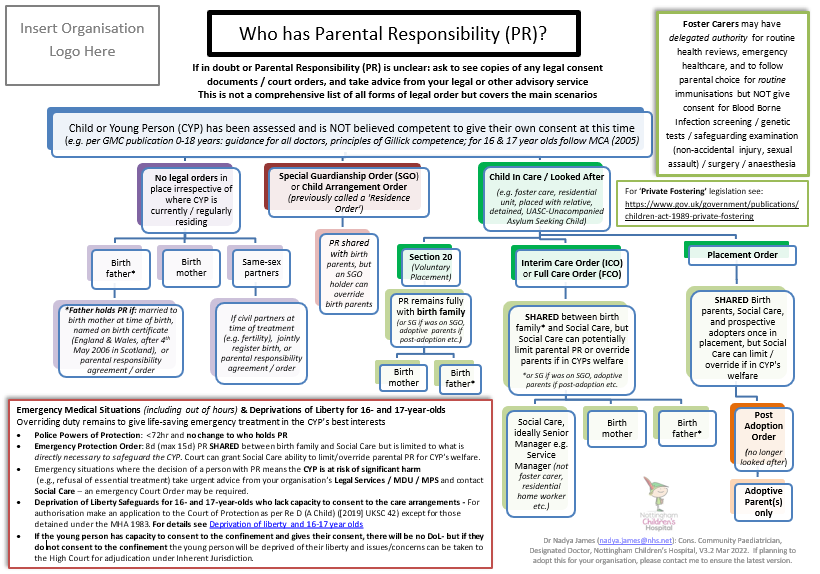 Insert Organisation
Logo Here
Who has Parental Responsibility (PR)?
If in doubt or Parental Responsibility (PR) is unclear: ask to see copies of any legal consent
documents / court orders, and take advice from your legal or other advisory service
This is not a comprehensive list of all forms of legal order but covers the main scenarios
Foster Carers may have
delegated authority for routine
health reviews, emergency
healthcare, and to follow
parental choice for routine
immunisations but NOT give
consent for Blood Borne
Infection screening / genetic
tests / safeguarding examination
(non-accidental injury, sexual
assault) / surgery / anaesthesia
Child or Young Person (CYP) has been assessed and is NOT believed competent to give their own consent at this time
(e.g. per GMC publication 0-18 years: guidance for all doctors, principles of Gillick competence; for 16 & 17 year olds follow MCA (2005)
No legal orders in
place irrespective of
where CYP is
currently / regularly
residing
Special Guardianship Order (SGO)
or Child Arrangement Order
(previously called a 'Residence
Order')
Child In Care / Looked After
(e.g. foster care, residential
unit, placed with relative,
detained, UASC-Unacompanied
Asylum Seeking Child)
For 'Private Fostering' legislation see:
https://www.gov.uk/government/publications/
children-act-1989-private-fostering
Birth
father*
Birth
mother
Same-sex
partners
*Father holds PR if: married to
birth mother at time of birth,
named on birth certificate
(England & Wales, after 4th
May 2006 in Scotland), or
parental responsibility
agreement / order
If civil partners at
time of treatment
(e.g. fertility), jointly
register birth, or
parental responsibility
agreement / order
PR shared
with birth
parents, but
an SGO
holder can
override
birth parents
Section 20
(Voluntary
Placement)
PR remains fully
with birth family
(or SG if was on SGO,
adoptive parents if
post-adoption etc.)
Birth
mother
Birth
father*
Interim Care Order (ICO)
or Full Care Order (FCO)
SHARED between birth
family* and Social Care, but
Social Care can potentially
limit parental PR or override
parents if in CYPs welfare
*or SG if was on SGO, adoptive
parents if post-adoption etc.
Social Care,
ideally Senior
Manager e.g.
Service
Manager (not
foster carer,
residential
home worker
etc.)
Birth
mother
Birth
father*
Placement Order
SHARED Birth
parents, Social Care,
and prospective
adopters once in
placement, but Social
Care can limit /
override if in CYP's
welfare
Post
Adoption
Order
(no longer
looked after)
Adoptive
Parent(s)
only
Emergency Medical Situations (including out of hours) & Deprivations of Liberty for 16- and 17-year-olds
Overriding duty remains to give life-saving emergency treatment in the CYP's best interests
• Police Powers of Protection: <72hr and no change to who holds PR
• Emergency Protection Order: 8d (max 15d) PR SHARED between birth family and Social Care but is limited to what is
directly necessary to safeguard the CYP. Court can grant Social Care ability to limit/override parental PR for CYP's welfare.
• Emergency situations where the decision of a person with PR means the CYP is at risk of significant harm
(e.g., refusal of essential treatment) take urgent advice from your organisation's Legal Services / MDU / MPS and contact
Social Care – an emergency Court Order may be required.
• Deprivation of Liberty Safeguards for 16- and 17-year-olds who lack capacity to consent to the care arrangements - For
authorisation make an application to the Court of Protection as per Re D (A Child) ([2019] UKSC 42) except for those
detained under the MHA 1983. For details see Deprivation of liberty and 16-17 year olds
• If the young person has capacity to consent to the confinement and gives their consent, there will be no DoL- but if they
do not consent to the confinement the young person will be deprived of their liberty and issues/concerns can be taken to
the High Court for adjudication under Inherent Jurisdiction.
Nottingham
Children's
Hospital
Dr Nadya James (nadya.james@nhs.net): Cons. Community Paediatrician,
Designated Doctor, Nottingham Children's Hospital, V3.2 Mar 2022. If planning to
adopt this for your organisation, please contact me to ensure the latest version.